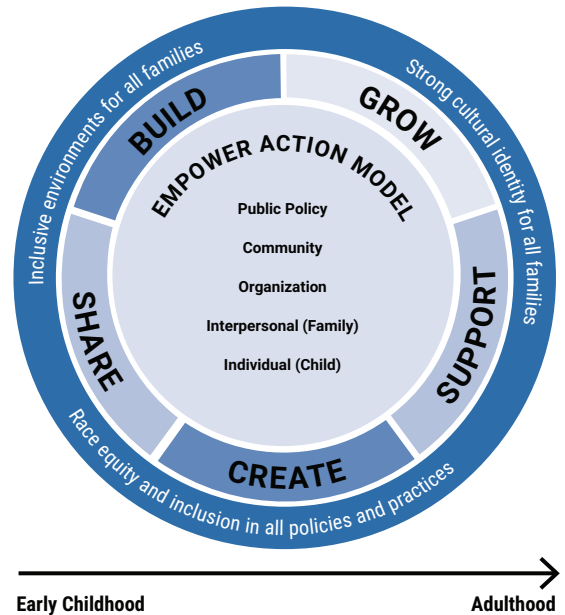 Inclusive environments for all families
Strong cultural identity for all families
BUILD
GROW
EMPOWER ACTION MODEL
Public Policy
Community
Organization
Interpersonal (Family)
Individual (Child)
SHARE
SUPPORT
CREATE
Race equity and inclusion in all policies and practices
Early Childhood
Adulthood